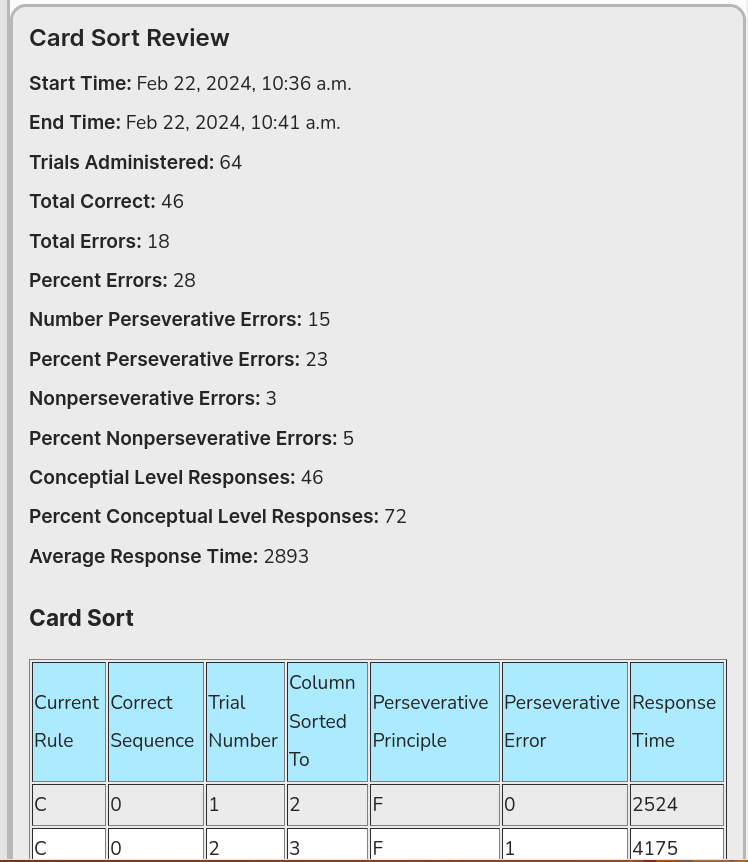 Card Sort Review
Start Time: Feb 22, 2024, 10:36 a.m.
End Time: Feb 22, 2024, 10:41 a.m.
Trials Administered: 64
Total Correct: 46
Total Errors: 18
Percent Errors: 28
Number Perseverative Errors: 15
Percent Perseverative Errors: 23
Nonperseverative Errors: 3
Percent Nonperseverative Errors: 5
Conceptial Level Responses: 46
Percent Conceptual Level Responses: 72
Average Response Time: 2893
Card Sort
Current Rule Correct Sequence Trial Number Column Sorted To Perseverative Principle Perseverative Error Response Time
C 0 1 2 F 0 2524
C 0 2 3 F 1 4175